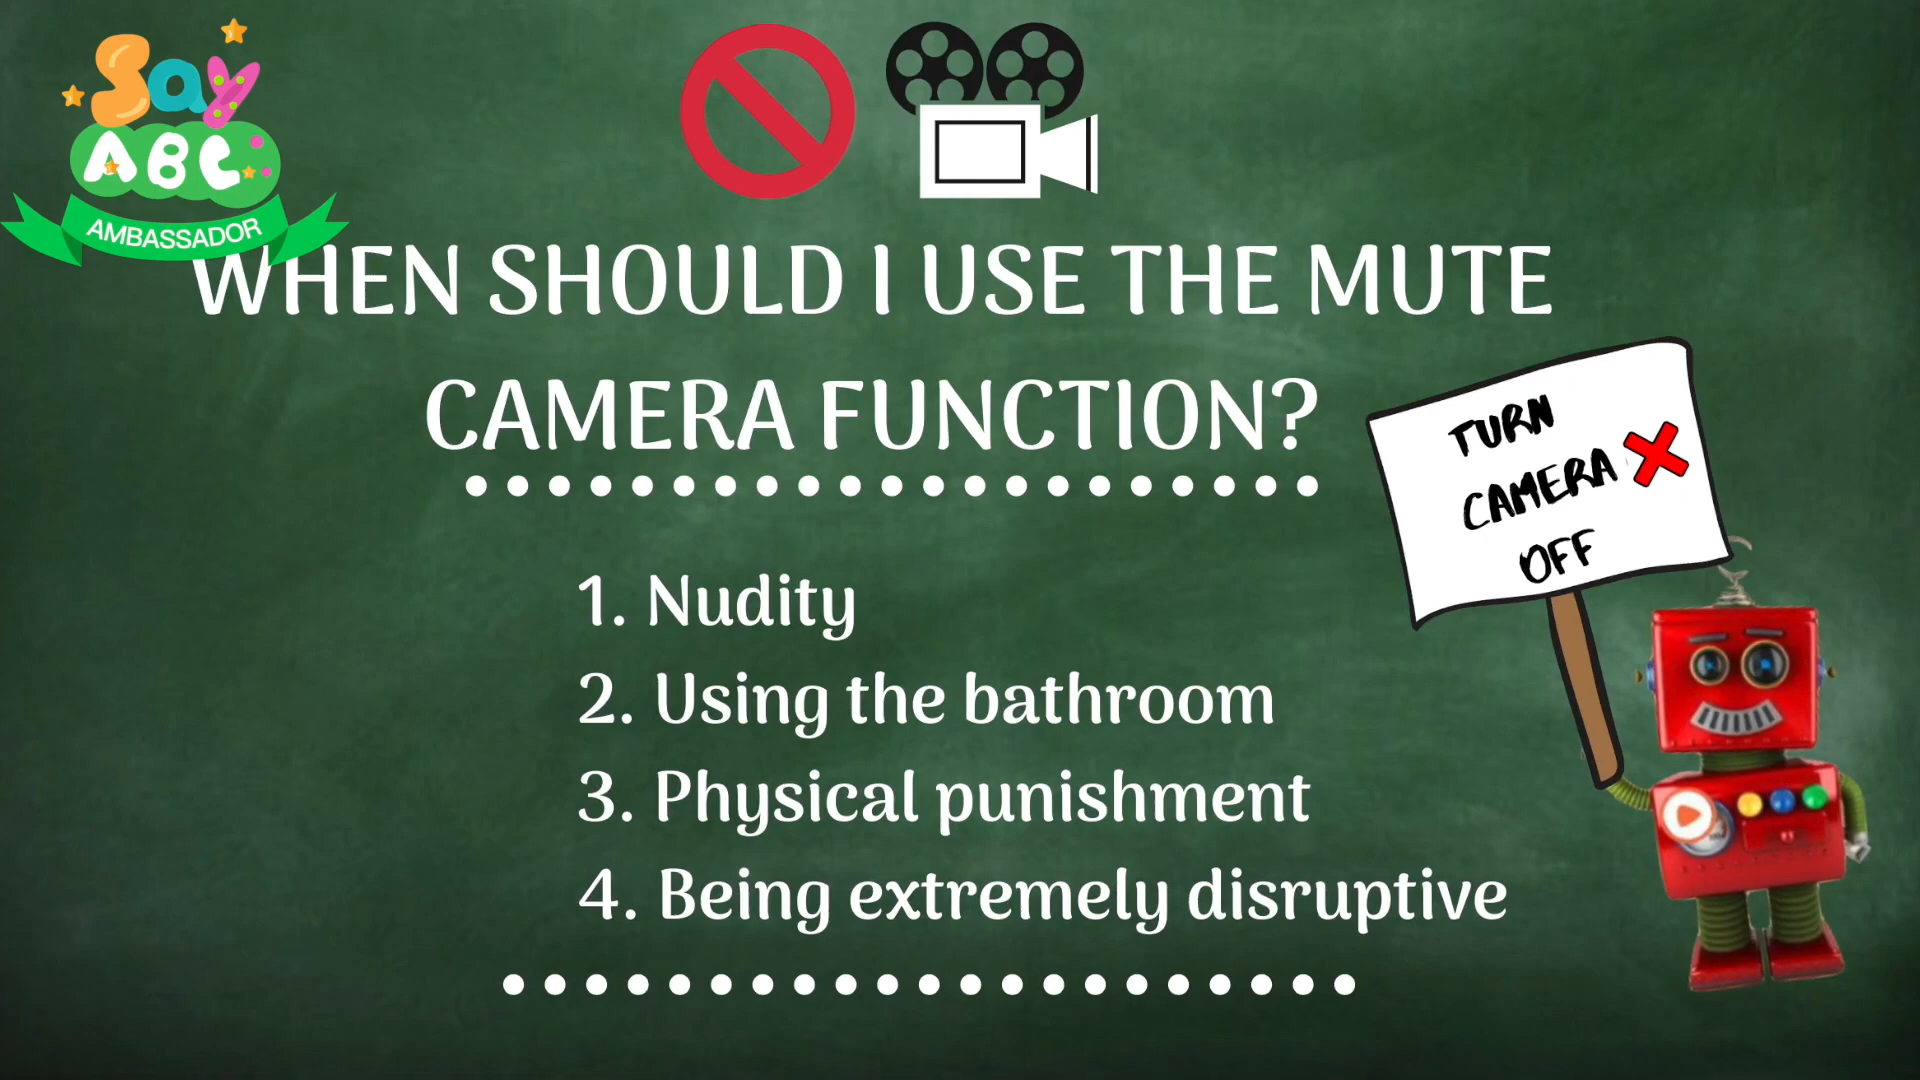 Say
ABC
AMBASSADOR
WHEN SHOULD I USE THE MUTE
CAMERA FUNCTION?
TURN
CAMERA
OFF
1. Nudity
2. Using the bathroom
3. Physical punishment
4. Being extremely disruptive